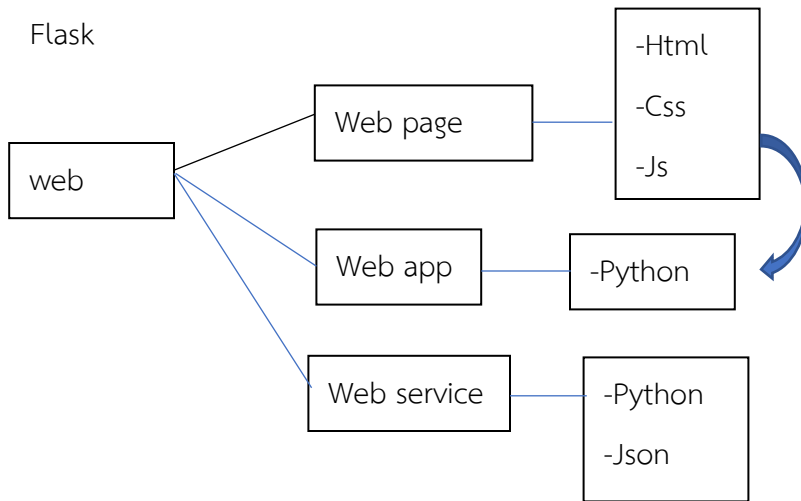 Flask
web
Web page
-Html
-Css
-Js
Web app
-Python
Web service
-Python
-Json